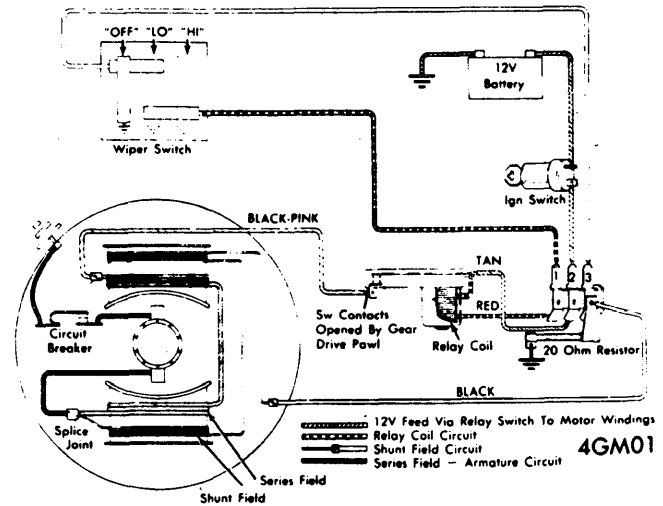 "OFF" "LO" "HI"
12V
Battery
Wiper Switch
Ign Switch
BLACK-PINK
TAN
1 2 3
RED
Sw Contacts
Opened By Gear
Drive Pawl
Relay Coil
20 Ohm Resistor
Circuit
Breaker
BLACK
Splice
Joint
Series Field
Shunt Field
12V Feed Via Relay Switch To Motor Windings
Relay Coil Circuit
Shunt Field Circuit
Series Field - Armature Circuit
4GM01